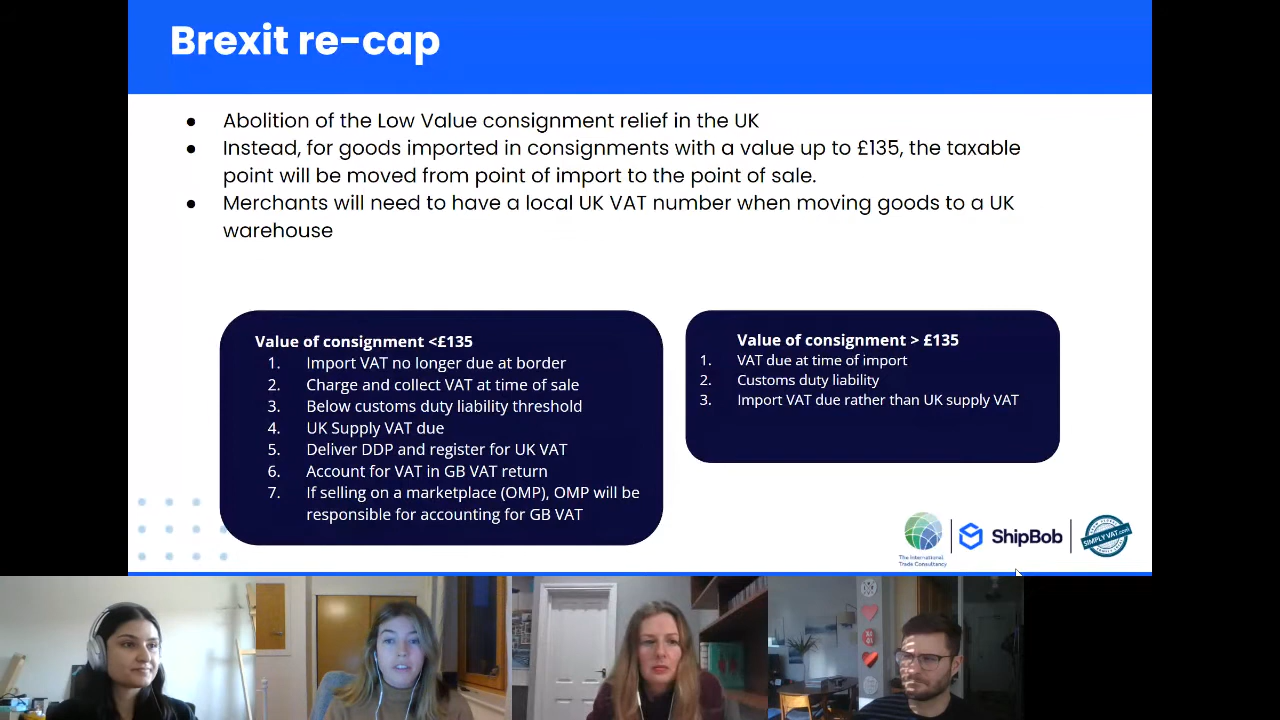 Brexit re-cap
● Abolition of the Low Value consignment relief in the UK
● Instead, for goods imported in consignments with a value up to £135, the taxable
point will be moved from point of import to the point of sale.
● Merchants will need to have a local UK VAT number when moving goods to a UK
warehouse
Value of consignment <£135
1. Import VAT no longer due at border
2. Charge and collect VAT at time of sale
3. Below customs duty liability threshold
4. UK Supply VAT due
5. Deliver DDP and register for UK VAT
6. Account for VAT in GB VAT return
7. If selling on a marketplace (OMP), OMP will be
responsible for accounting for GB VAT
Value of consignment > £135
1. VAT due at time of import
2. Customs duty liability
3. Import VAT due rather than UK supply VAT
The International
Trade Consultancy
ShipBob
SIMPLY VAT.com